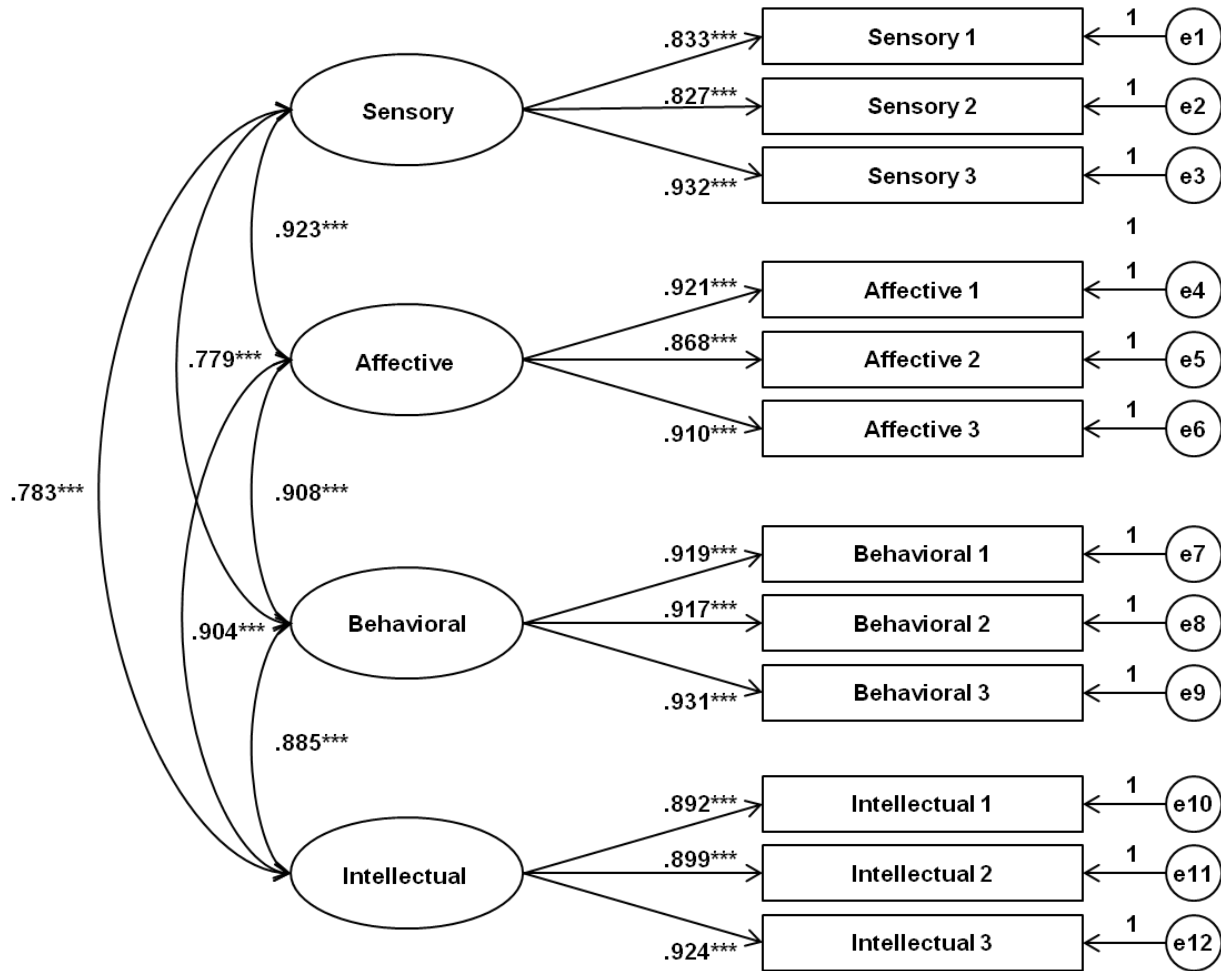 .833***
Sensory 1
1
e1
Sensory
.827***
Sensory 2
1
e2
.932***
Sensory 3
1
e3
.923***
1
.921***
Affective 1
1
e4
.779***
Affective
.868***
Affective 2
1
e5
.910***
Affective 3
1
e6
.783***
.908***
.919***
Behavioral 1
1
e7
.904***
Behavioral
.917***
Behavioral 2
1
e8
.931***
Behavioral 3
1
e9
.885***
.892***
Intellectual 1
1
e10
Intellectual
.899***
Intellectual 2
1
e11
.924***
Intellectual 3
1
e12